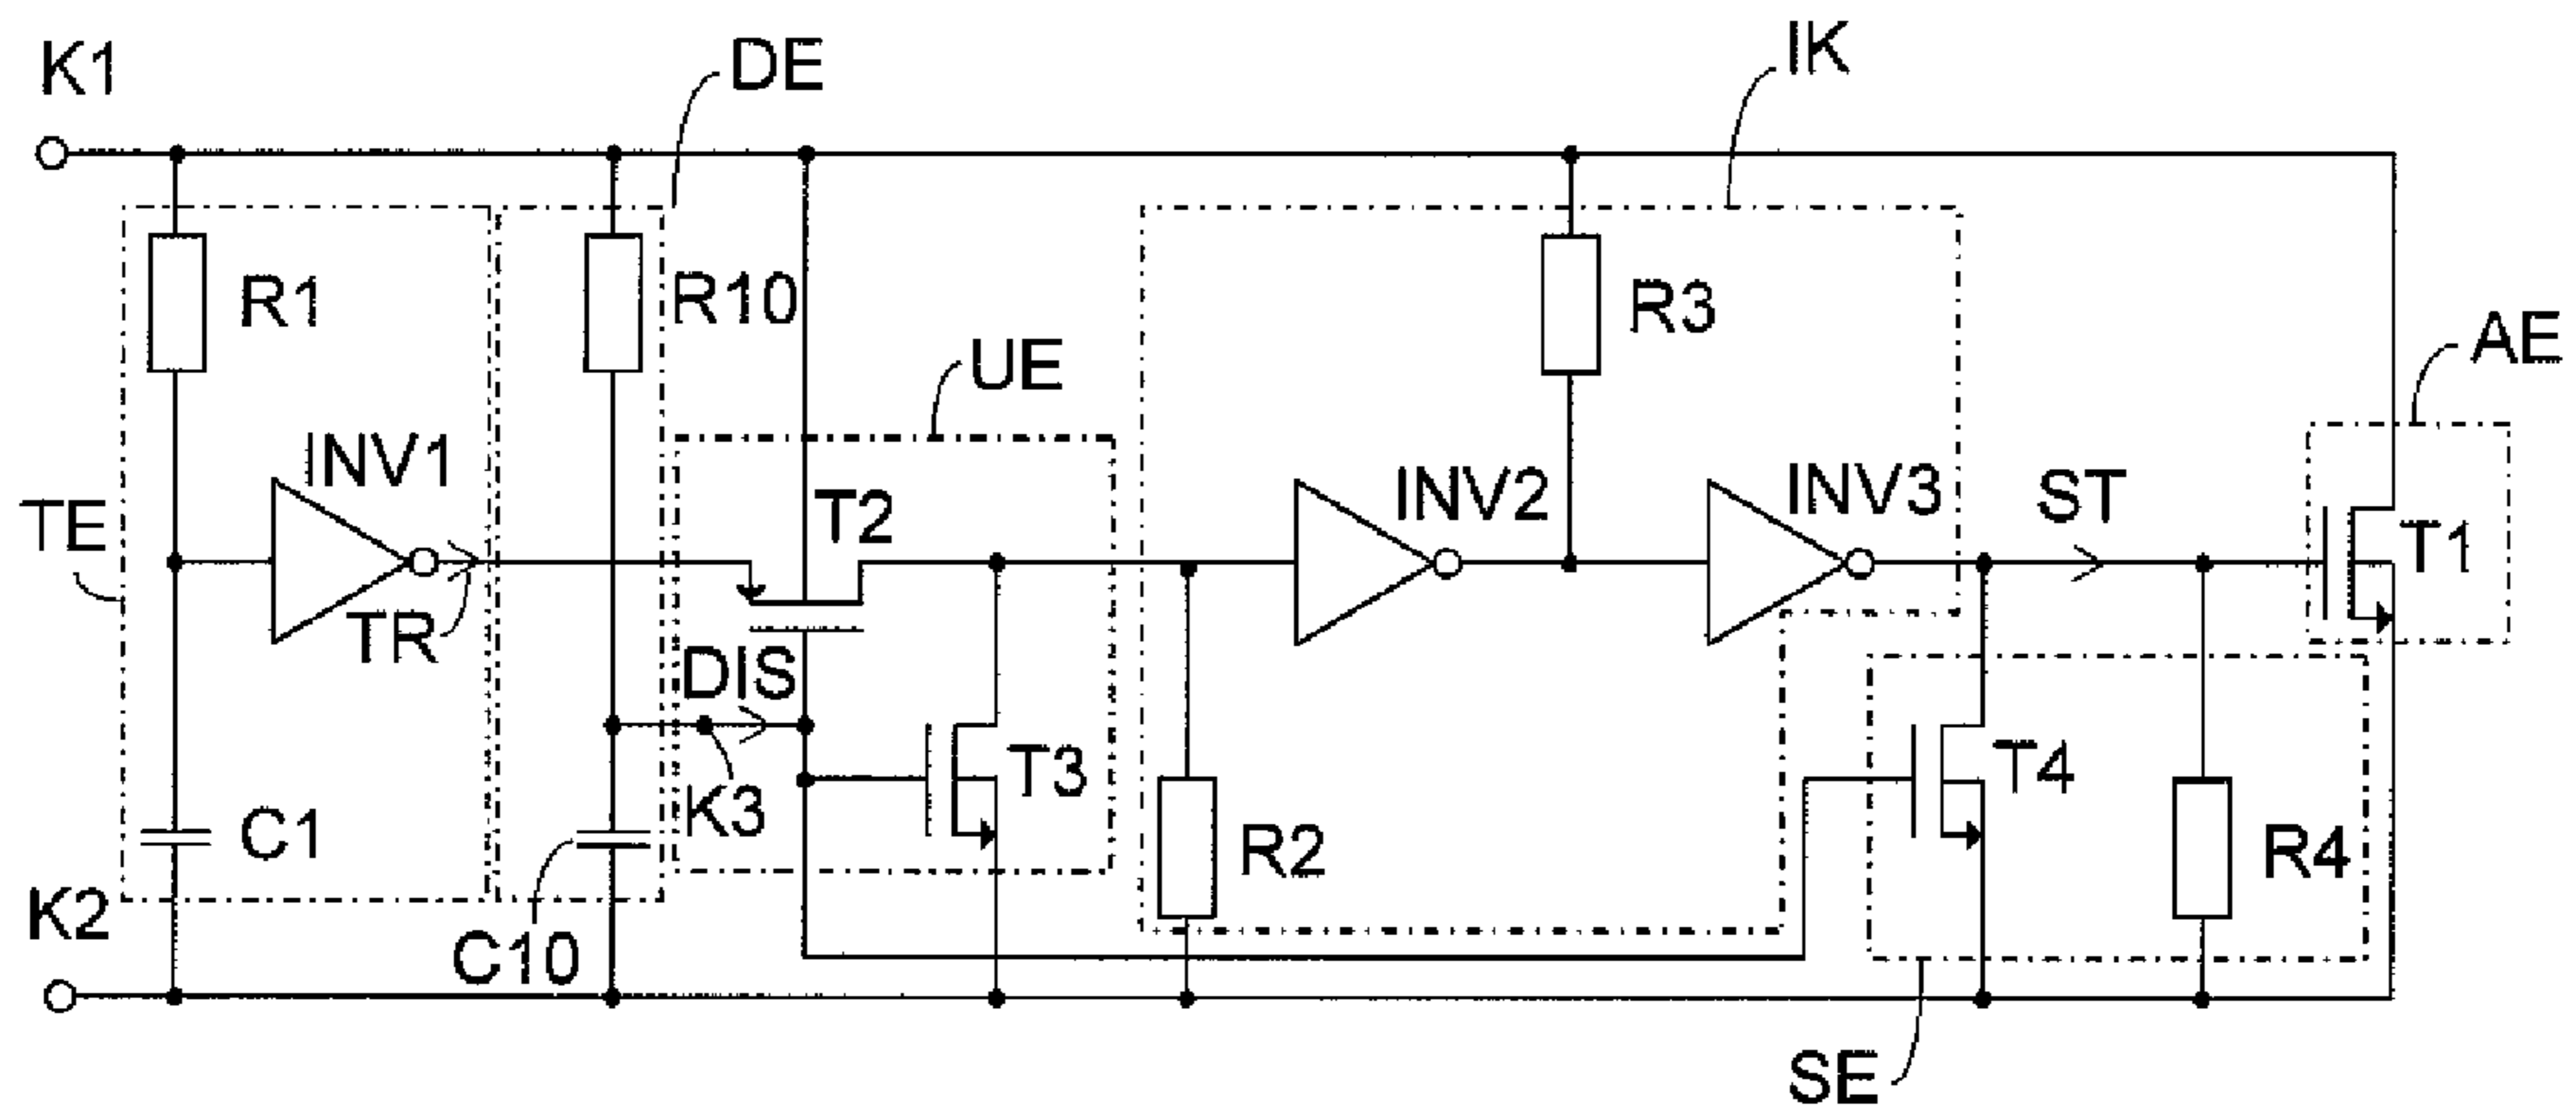 K1
DE
IK
R1
R10
R3
UE
AE
INV1
T2
INV2
INV3
ST
T1
TE
TR
DIS
T3
T4
K3
C1
R2
R4
K2
C10
SE